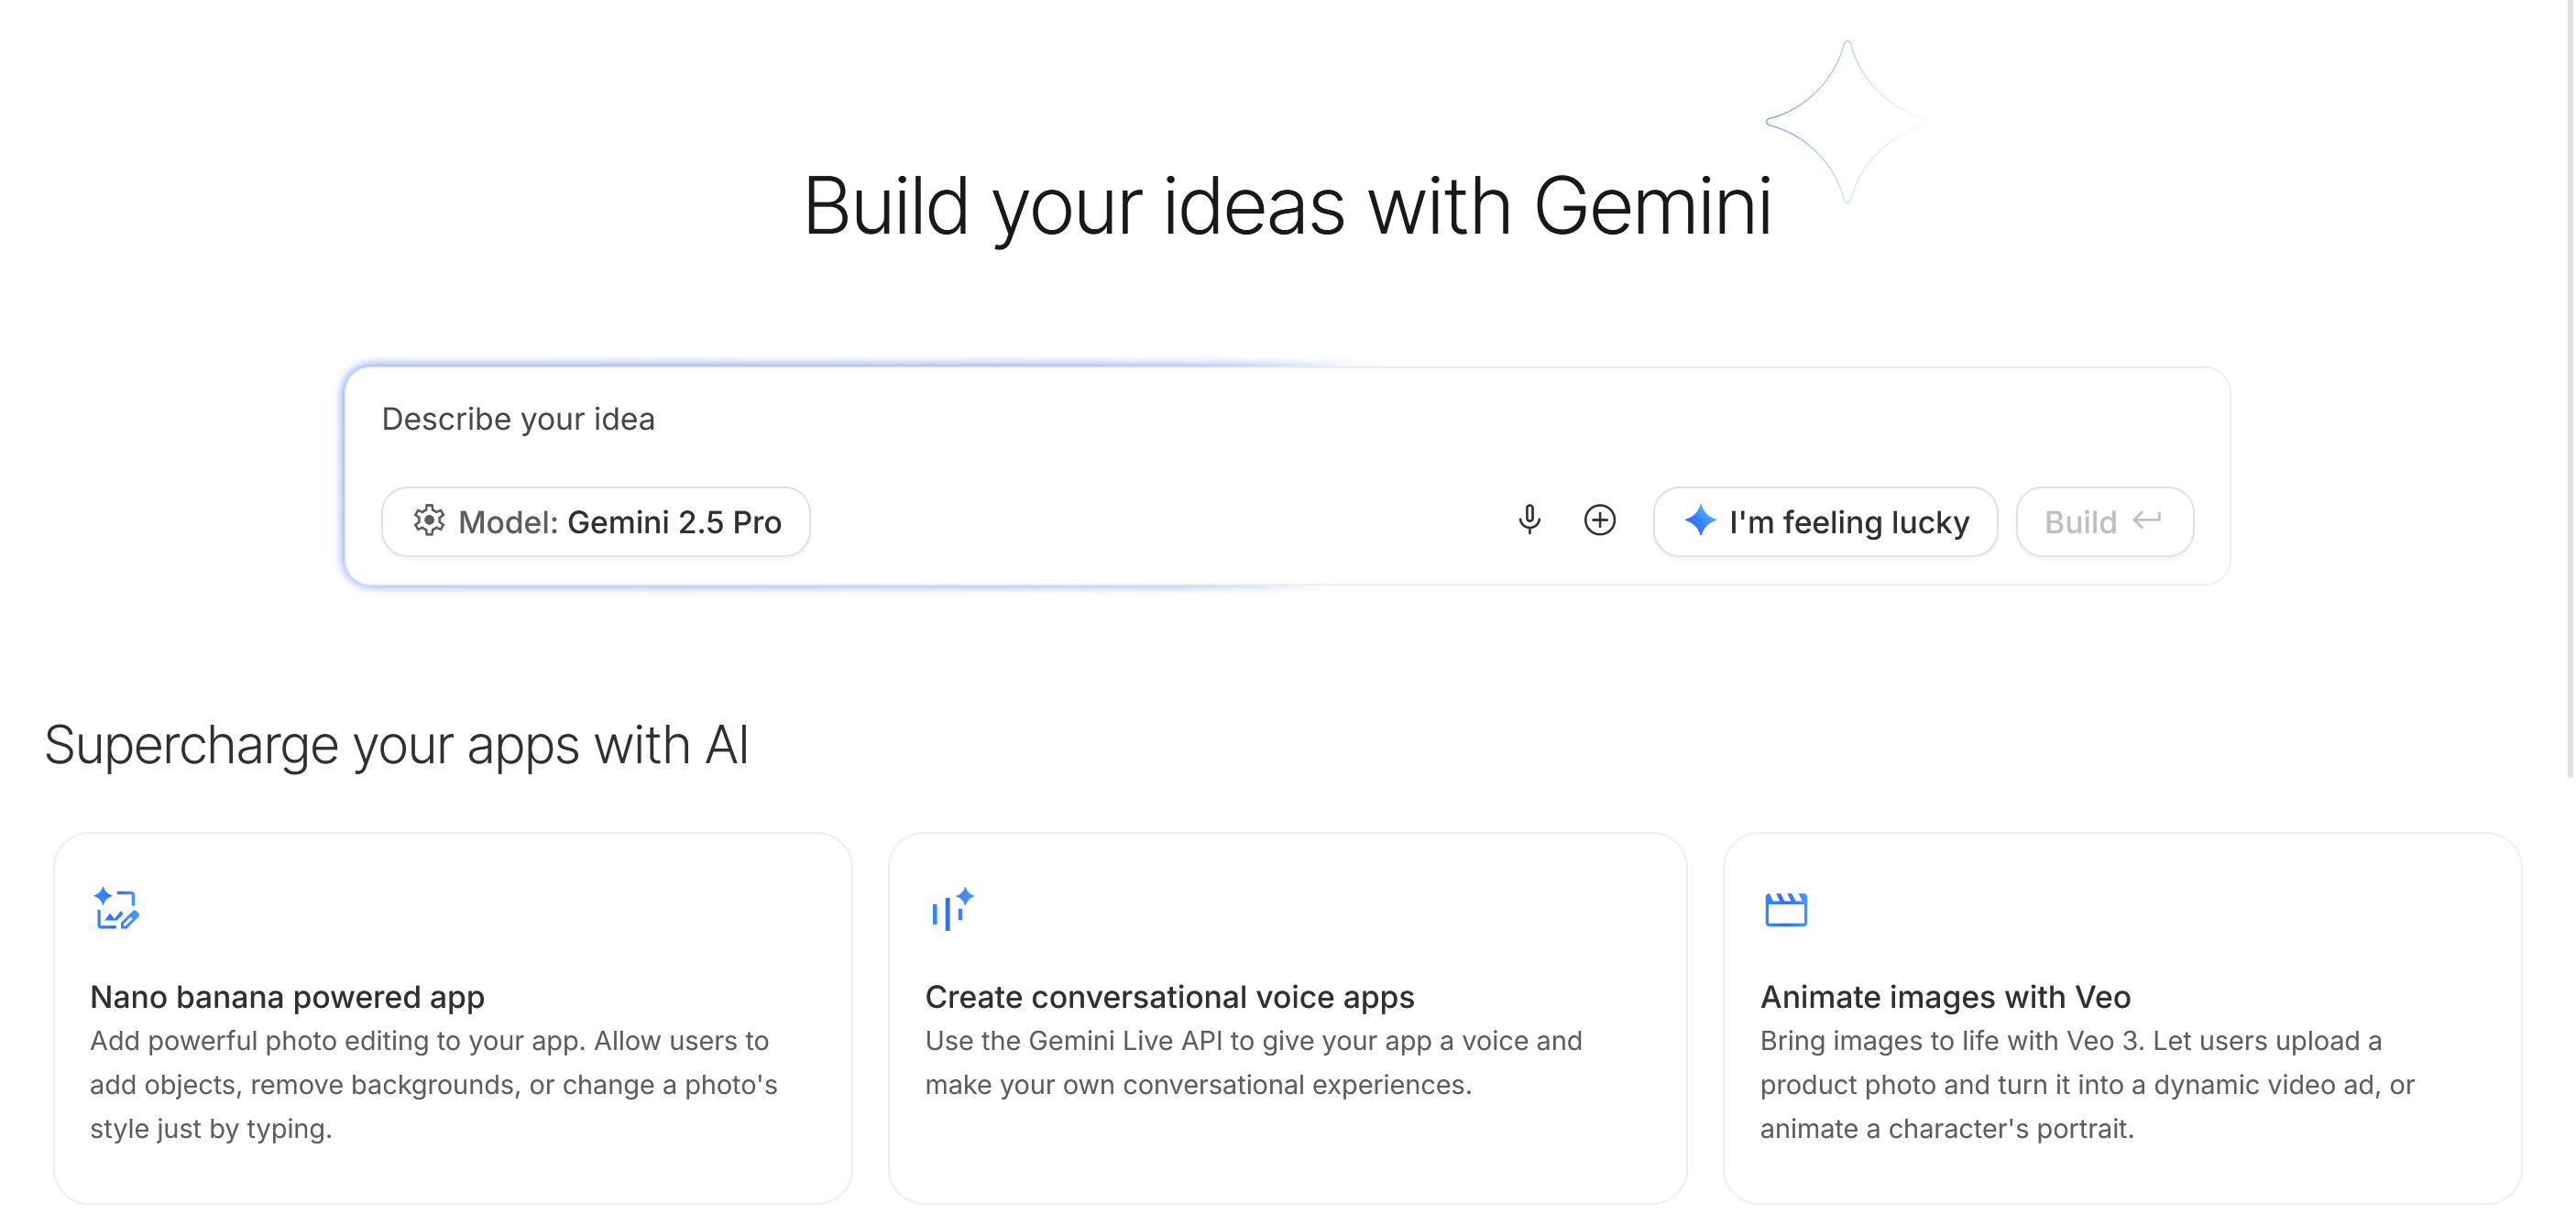 Build your ideas with Gemini
Describe your idea
Model: Gemini 2.5 Pro
I'm feeling lucky
Build
Supercharge your apps with AI
Nano banana powered app
Add powerful photo editing to your app. Allow users to
add objects, remove backgrounds, or change a photo's
style just by typing.
Create conversational voice apps
Use the Gemini Live API to give your app a voice and
make your own conversational experiences.
Animate images with Veo
Bring images to life with Veo 3. Let users upload a
product photo and turn it into a dynamic video ad, or
animate a character's portrait.